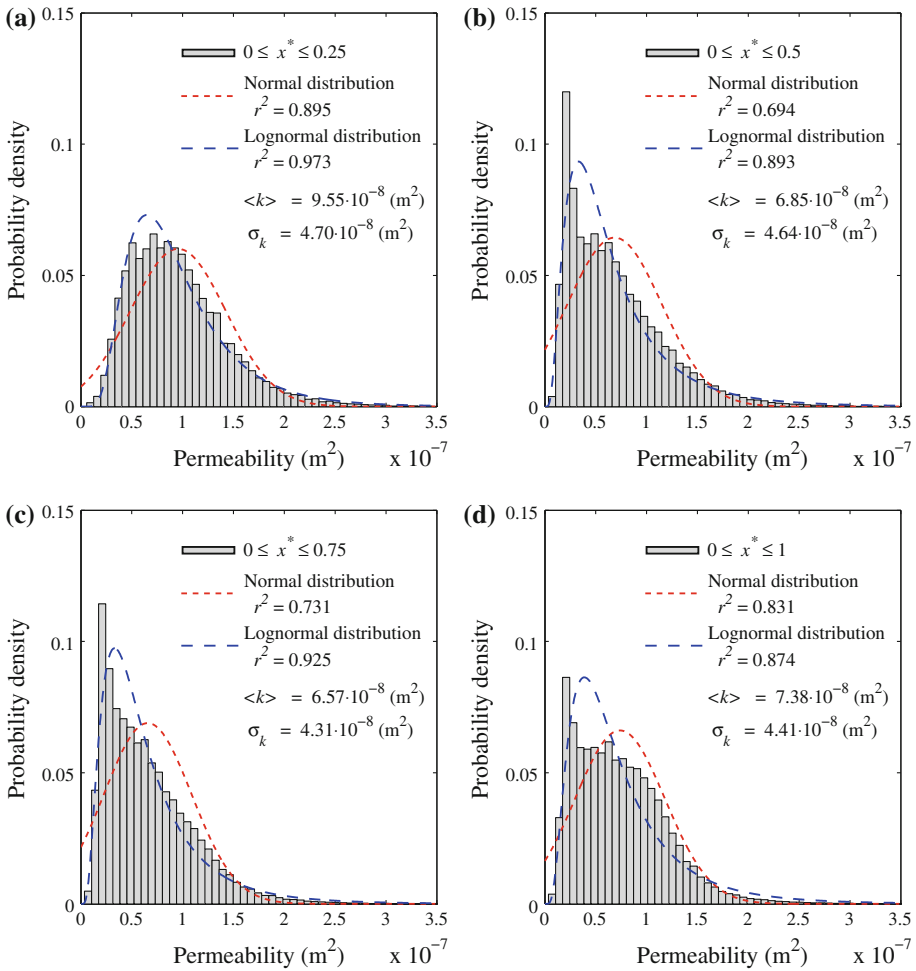 (a)
0.15
0.1
0.05
0
Probability density
0 ≤ x* ≤ 0.25
Normal distribution
r² = 0.895
Lognormal distribution
r² = 0.973
<k> = 9.55·10⁻⁸ (m²)
σₖ = 4.70·10⁻⁸ (m²)
0 0.5 1 1.5 2 2.5 3 3.5
Permeability (m²) x 10⁻⁷
(b)
0.15
0.1
0.05
0
Probability density
0 ≤ x* ≤ 0.5
Normal distribution
r² = 0.694
Lognormal distribution
r² = 0.893
<k> = 6.85·10⁻⁸ (m²)
σₖ = 4.64·10⁻⁸ (m²)
0 0.5 1 1.5 2 2.5 3 3.5
Permeability (m²) x 10⁻⁷
(c)
0.15
0.1
0.05
0
Probability density
0 ≤ x* ≤ 0.75
Normal distribution
r² = 0.731
Lognormal distribution
r² = 0.925
<k> = 6.57·10⁻⁸ (m²)
σₖ = 4.31·10⁻⁸ (m²)
0 0.5 1 1.5 2 2.5 3 3.5
Permeability (m²) x 10⁻⁷
(d)
0.15
0.1
0.05
0
Probability density
0 ≤ x* ≤ 1
Normal distribution
r² = 0.831
Lognormal distribution
r² = 0.874
<k> = 7.38·10⁻⁸ (m²)
σₖ = 4.41·10⁻⁸ (m²)
0 0.5 1 1.5 2 2.5 3 3.5
Permeability (m²) x 10⁻⁷